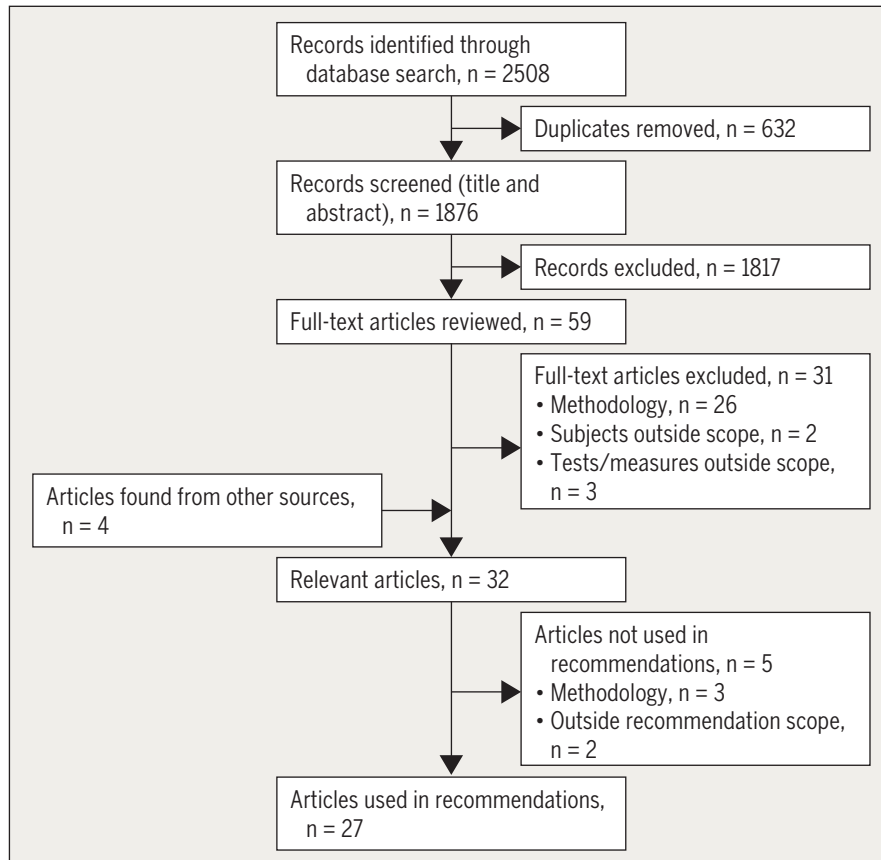 Records identified through
database search, n = 2508
Duplicates removed, n = 632
Records screened (title and
abstract), n = 1876
Records excluded, n = 1817
Full-text articles reviewed, n = 59
Full-text articles excluded, n = 31
• Methodology, n = 26
• Subjects outside scope, n = 2
• Tests/measures outside scope,
n = 3
Articles found from other sources,
n = 4
Relevant articles, n = 32
Articles not used in
recommendations, n = 5
• Methodology, n = 3
• Outside recommendation scope,
n = 2
Articles used in recommendations,
n = 27